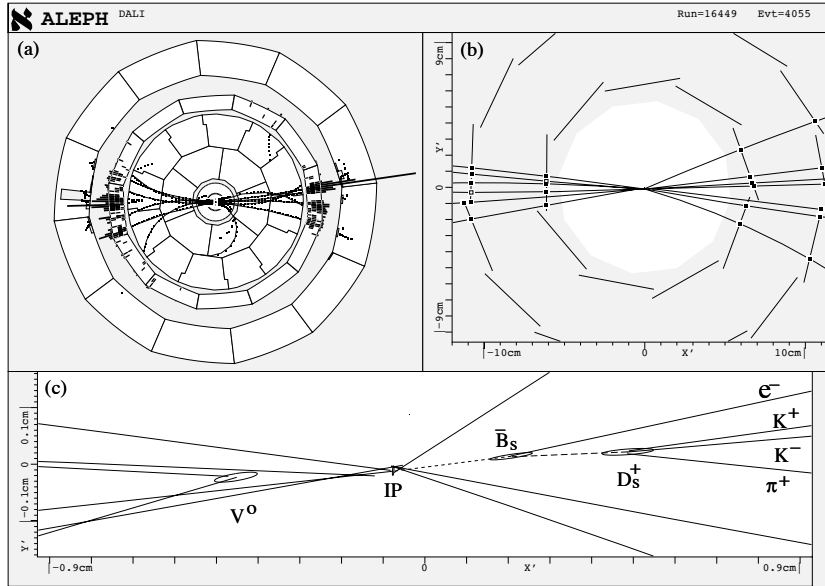 ALEPH DALI Run=16449 Evt=4055
(a)
(b)
9cm
Y'
0
|-9cm
|-10cm 0 X' 10cm|
(c)
0.1cm
0
|-0.1cm
Y'
e⁻
K⁺
B̅s
K⁻
IP
Ds⁺
π⁺
V⁰
|-0.9cm 0 X' 0.9cm|